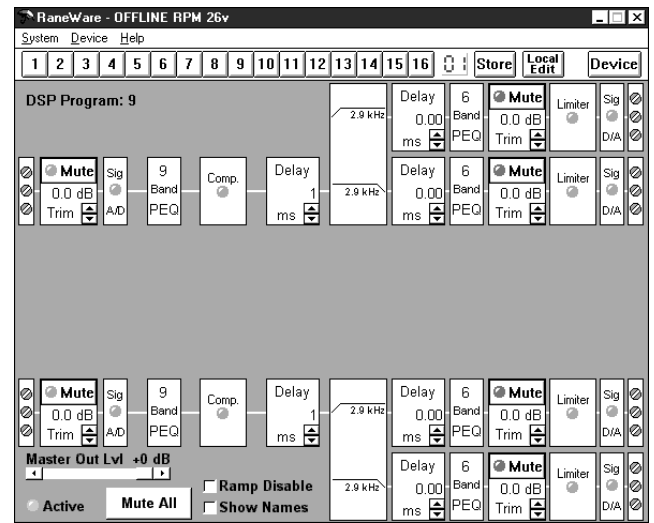 RaneWare - OFFLINE RPM 26v
System Device Help
1 2 3 4 5 6 7 8 9 10 11 12 13 14 15 16 01 Store Local Edit Device
DSP Program: 9
2.9 kHz
Delay
0.00
ms
6
Band
PEQ
Mute
0.0 dB
Trim
Limiter
Sig
D/A
Mute
0.0 dB
Trim
Sig
A/D
9
Band
PEQ
Comp.
Delay
1
ms
2.9 kHz
Delay
0.00
ms
6
Band
PEQ
Mute
0.0 dB
Trim
Limiter
Sig
D/A
Mute
0.0 dB
Trim
Sig
A/D
9
Band
PEQ
Comp.
Delay
1
ms
2.9 kHz
Delay
0.00
ms
6
Band
PEQ
Mute
0.0 dB
Trim
Limiter
Sig
D/A
Master Out Lvl +0 dB
Active
Mute All
Ramp Disable
Show Names
2.9 kHz
Delay
0.00
ms
6
Band
PEQ
Mute
0.0 dB
Trim
Limiter
Sig
D/A